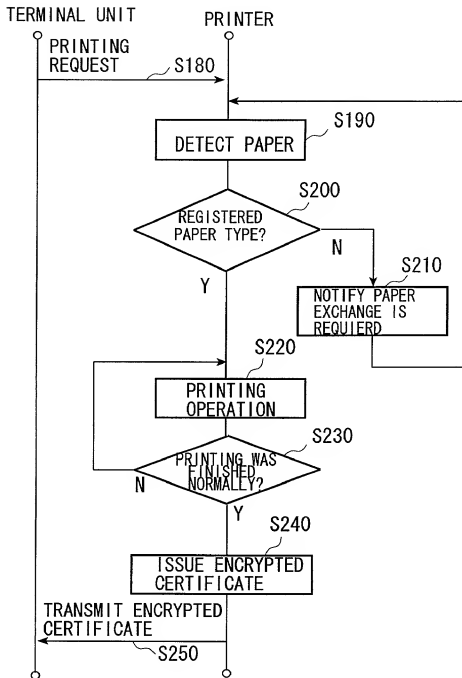 TERMINAL UNIT
PRINTER
PRINTING
REQUEST
S180
S190
DETECT PAPER
S200
REGISTERED
PAPER TYPE?
N
Y
S210
NOTIFY PAPER
EXCHANGE IS
REQUIERD
S220
PRINTING
OPERATION
S230
PRINTING WAS
FINISHED
NORMALLY?
N
Y
S240
ISSUE ENCRYPTED
CERTIFICATE
TRANSMIT ENCRYPTED
CERTIFICATE
S250